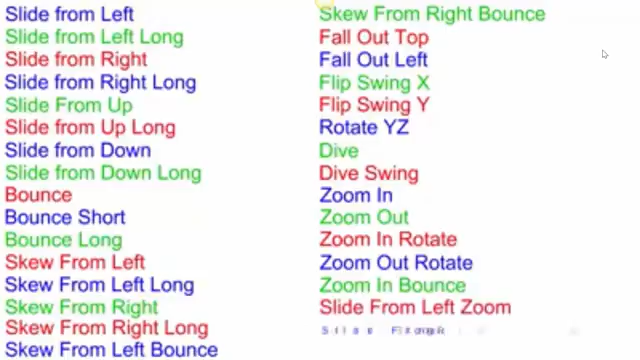 Slide from Left
Slide from Left Long
Slide from Right
Slide from Right Long
Slide From Up
Slide from Up Long
Slide from Down
Slide from Down Long
Bounce
Bounce Short
Bounce Long
Skew From Left
Skew From Left Long
Skew From Right
Skew From Right Long
Skew From Left Bounce
Skew From Right Bounce
Fall Out Top
Fall Out Left
Flip Swing X
Flip Swing Y
Rotate YZ
Dive
Dive Swing
Zoom In
Zoom Out
Zoom In Rotate
Zoom Out Rotate
Zoom In Bounce
Slide From Left Zoom